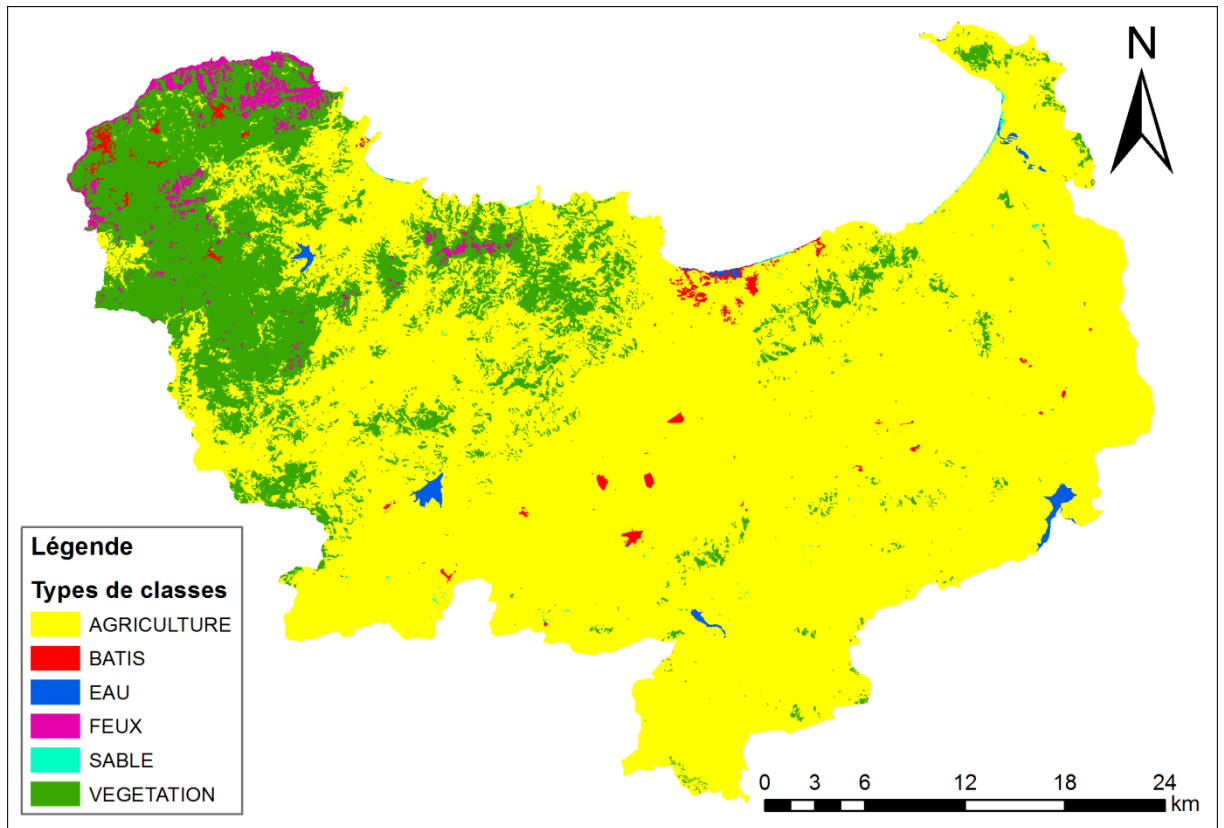 N
Légende
Types de classes
AGRICULTURE
BATIS
EAU
FEUX
SABLE
VEGETATION
0 3 6 12 18 24
km